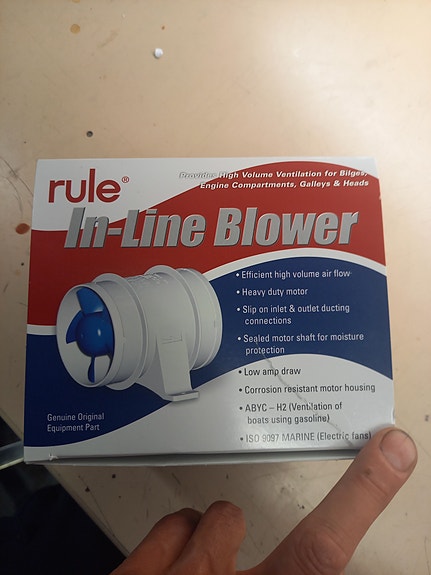 rule®
Provides High Volume Ventilation for Bilges,
Engine Compartments, Galleys & Heads
In-Line Blower
• Efficient high volume air flow
• Heavy duty motor
• Slip on inlet & outlet ducting
connections
• Sealed motor shaft for moisture
protection
• Low amp draw
• Corrosion resistant motor housing
• ABYC – H2 (Ventilation of
boats using gasoline)
• ISO 9097 MARINE (Electric fans)
Genuine Original
Equipment Part